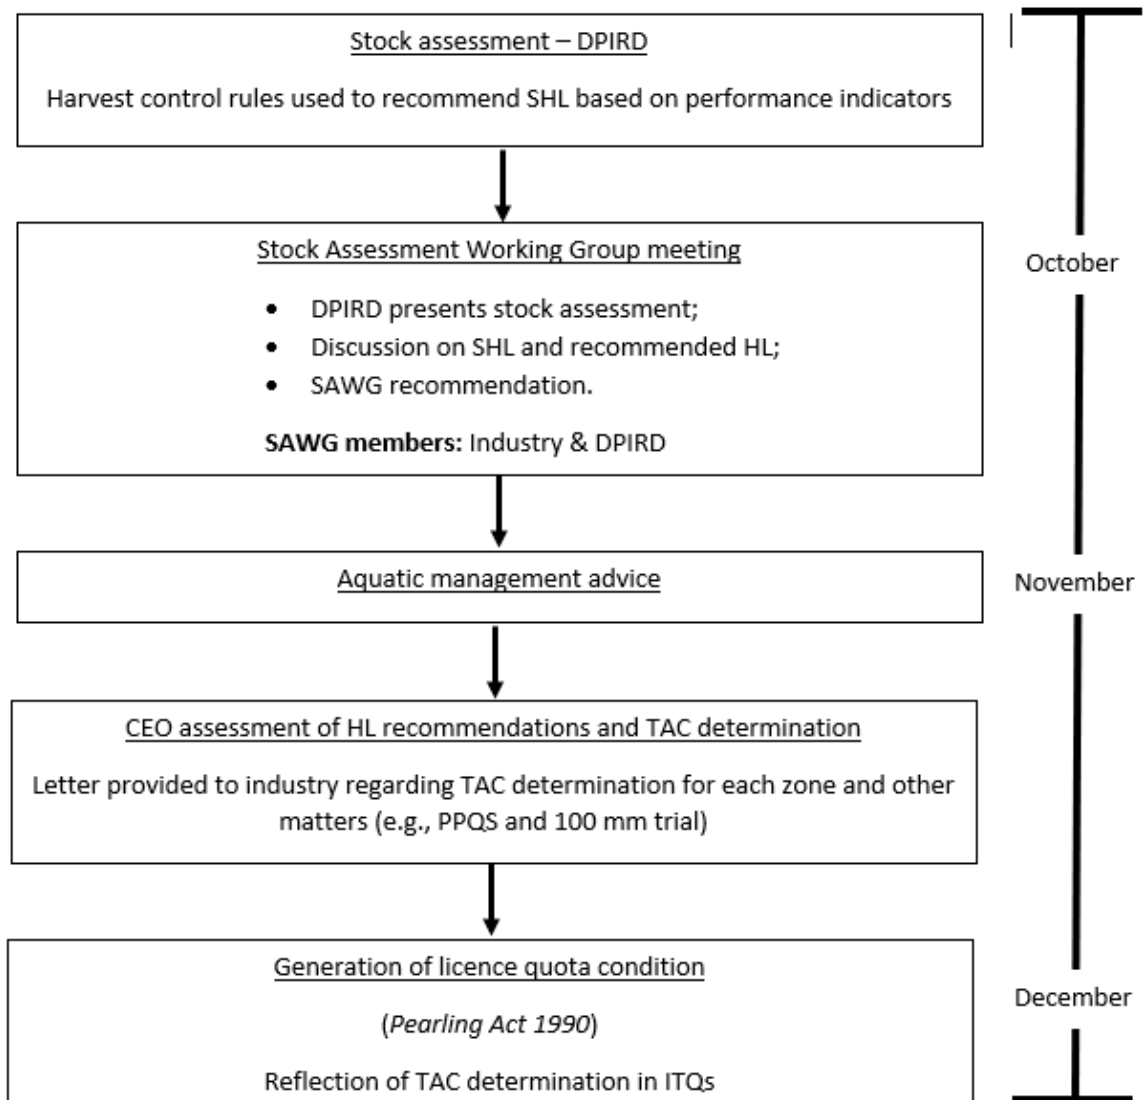 Stock assessment – DPIRD
Harvest control rules used to recommend SHL based on performance indicators
Stock Assessment Working Group meeting
• DPIRD presents stock assessment;
• Discussion on SHL and recommended HL;
• SAWG recommendation.
SAWG members: Industry & DPIRD
October
Aquatic management advice
November
CEO assessment of HL recommendations and TAC determination
Letter provided to industry regarding TAC determination for each zone and other
matters (e.g., PPQS and 100 mm trial)
Generation of licence quota condition
(Pearling Act 1990)
Reflection of TAC determination in ITQs
December